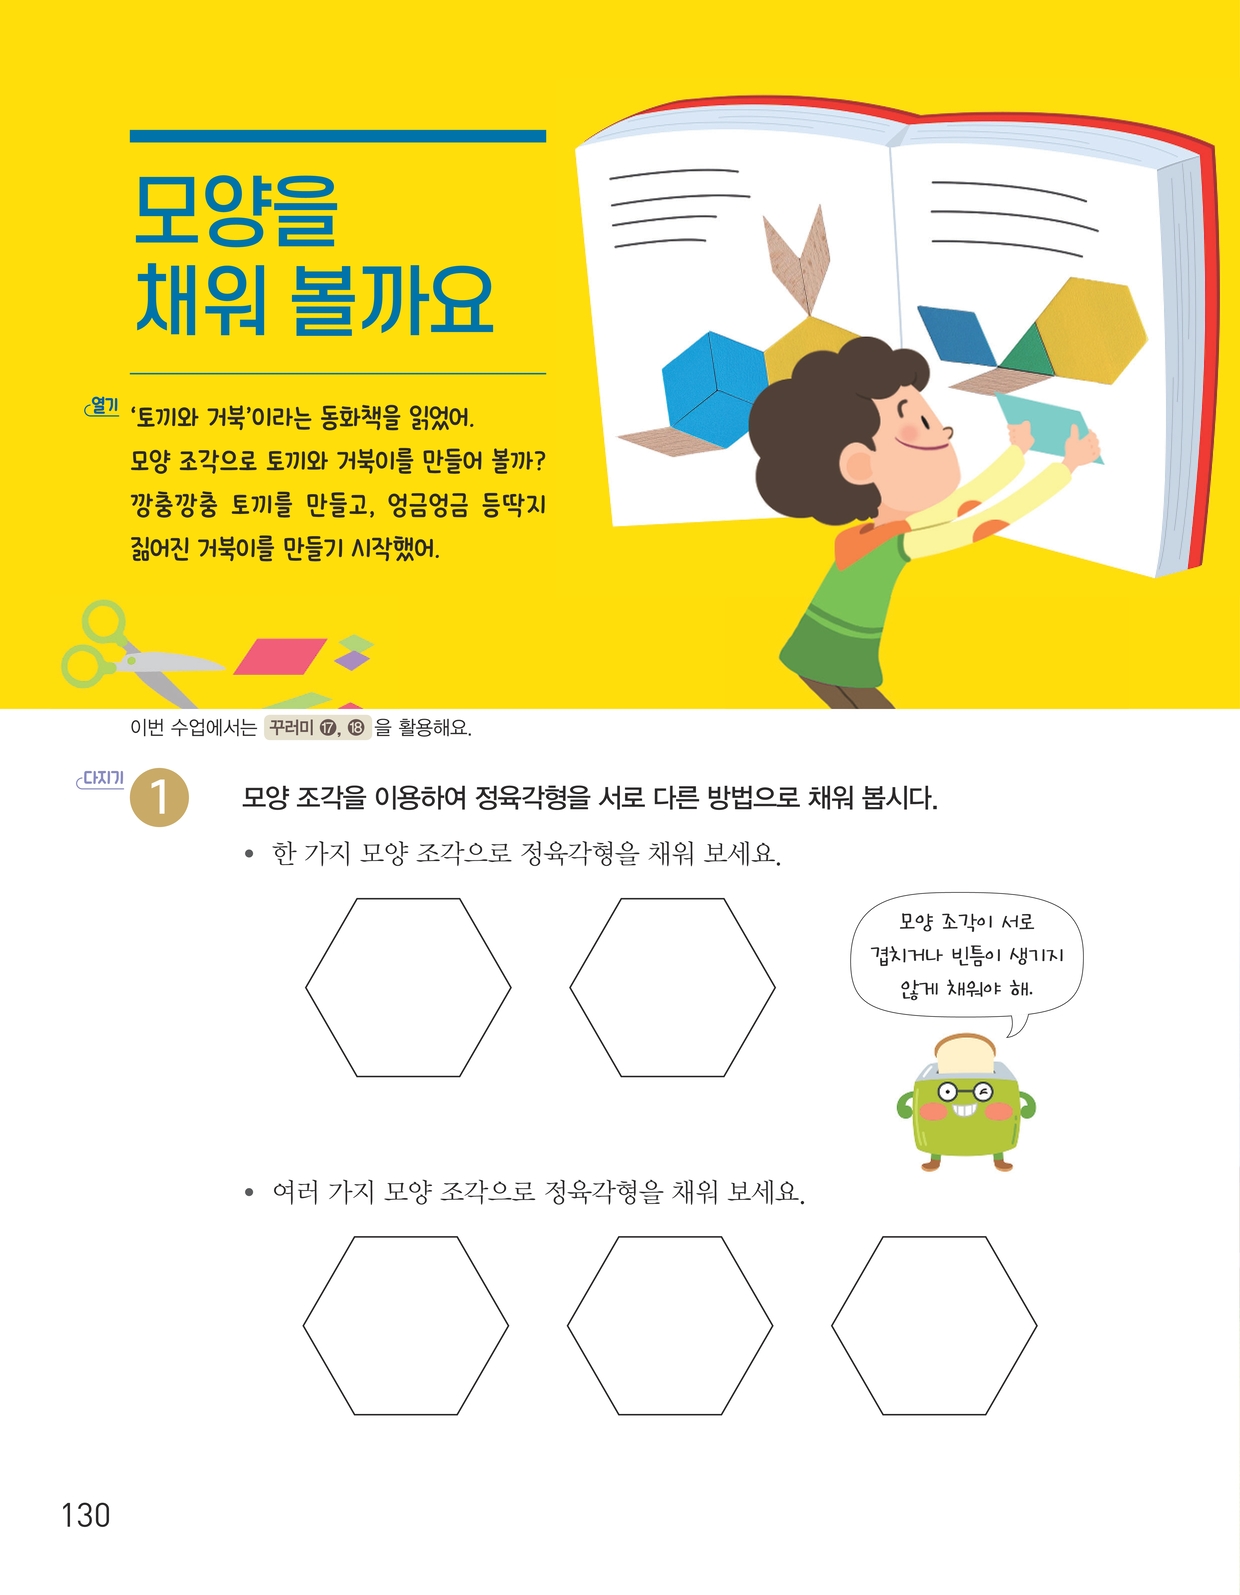 모양을
채워 볼까요
열기
‘토끼와 거북’이라는 동화책을 읽었어.
모양 조각으로 토끼와 거북이를 만들어 볼까?
깡충깡충 토끼를 만들고, 엉금엉금 등딱지
짊어진 거북이를 만들기 시작했어.
이번 수업에서는 꾸러미 ⓱, ⓲ 을 활용해요.
다지기
1 모양 조각을 이용하여 정육각형을 서로 다른 방법으로 채워 봅시다.
• 한 가지 모양 조각으로 정육각형을 채워 보세요.
모양 조각이 서로
겹치거나 빈틈이 생기지
않게 채워야 해.
• 여러 가지 모양 조각으로 정육각형을 채워 보세요.
130